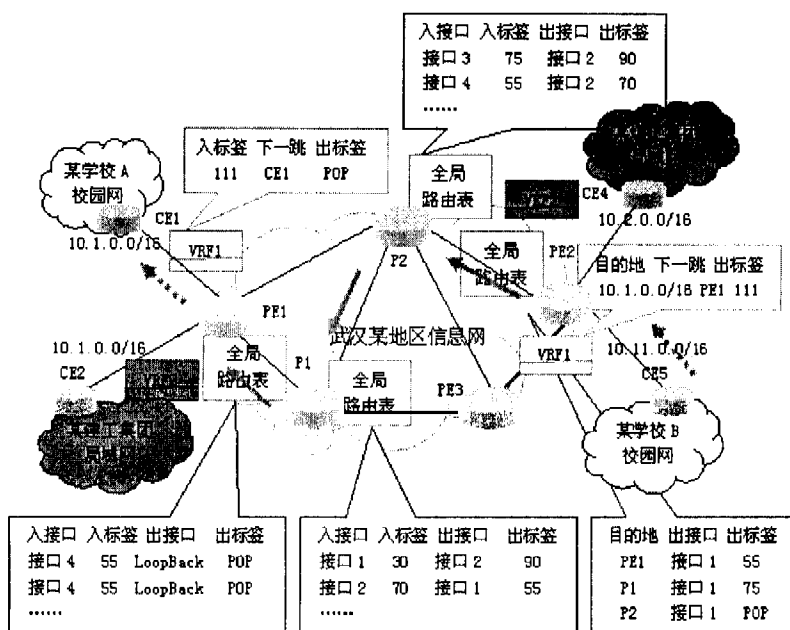 入接口 入标签 出接口 出标签
接口3 75 接口2 90
接口4 55 接口2 70
……
某学校A
校园网
入标签 下一跳 出标签
111 CE1 POP
全局
路由表
CE4
CE1
10.2.0.0/16
10.1.0.0/16
VRF1
P2
全局
路由表
PE2
目的地 下一跳 出标签
10.1.0.0/16 PE1 111
PE1
武汉某地区信息网
10.1.0.0/16
全局
路由表
P1
全局
路由表
VRF1
10.11.0.0/16
CE2
PE3
CE5
某学校B
校园网
入接口 入标签 出接口 出标签
接口4 55 LoopBack POP
接口4 55 LoopBack POP
……
入接口 入标签 出接口 出标签
接口1 30 接口2 90
接口2 70 接口1 55
……
目的地 出接口 出标签
PE1 接口1 55
P1 接口1 75
P2 接口1 POP